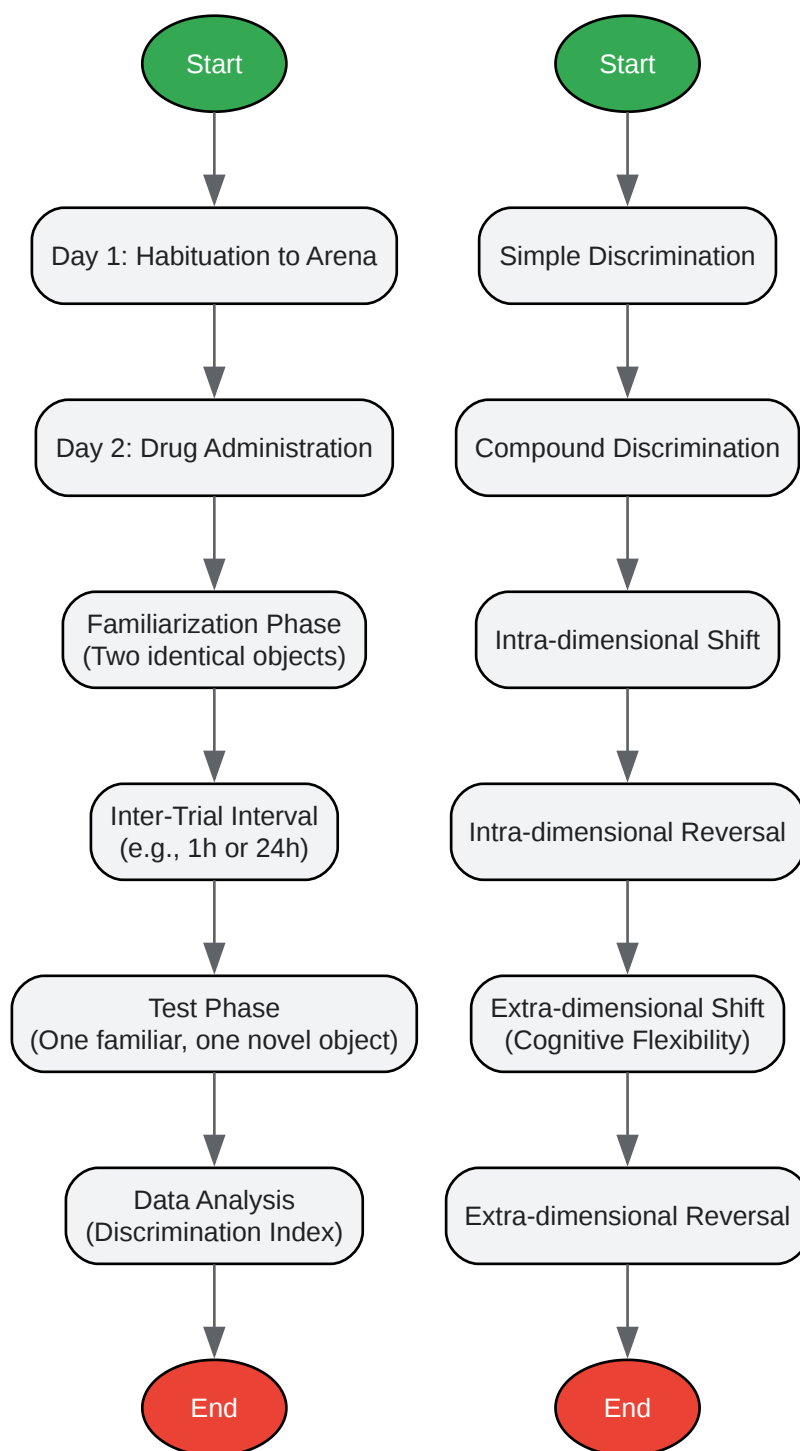 Start
Day 1: Habituation to Arena
Day 2: Drug Administration
Familiarization Phase
(Two identical objects)
Inter-Trial Interval
(e.g., 1h or 24h)
Test Phase
(One familiar, one novel object)
Data Analysis
(Discrimination Index)
End
Start
Simple Discrimination
Compound Discrimination
Intra-dimensional Shift
Intra-dimensional Reversal
Extra-dimensional Shift
(Cognitive Flexibility)
Extra-dimensional Reversal
End